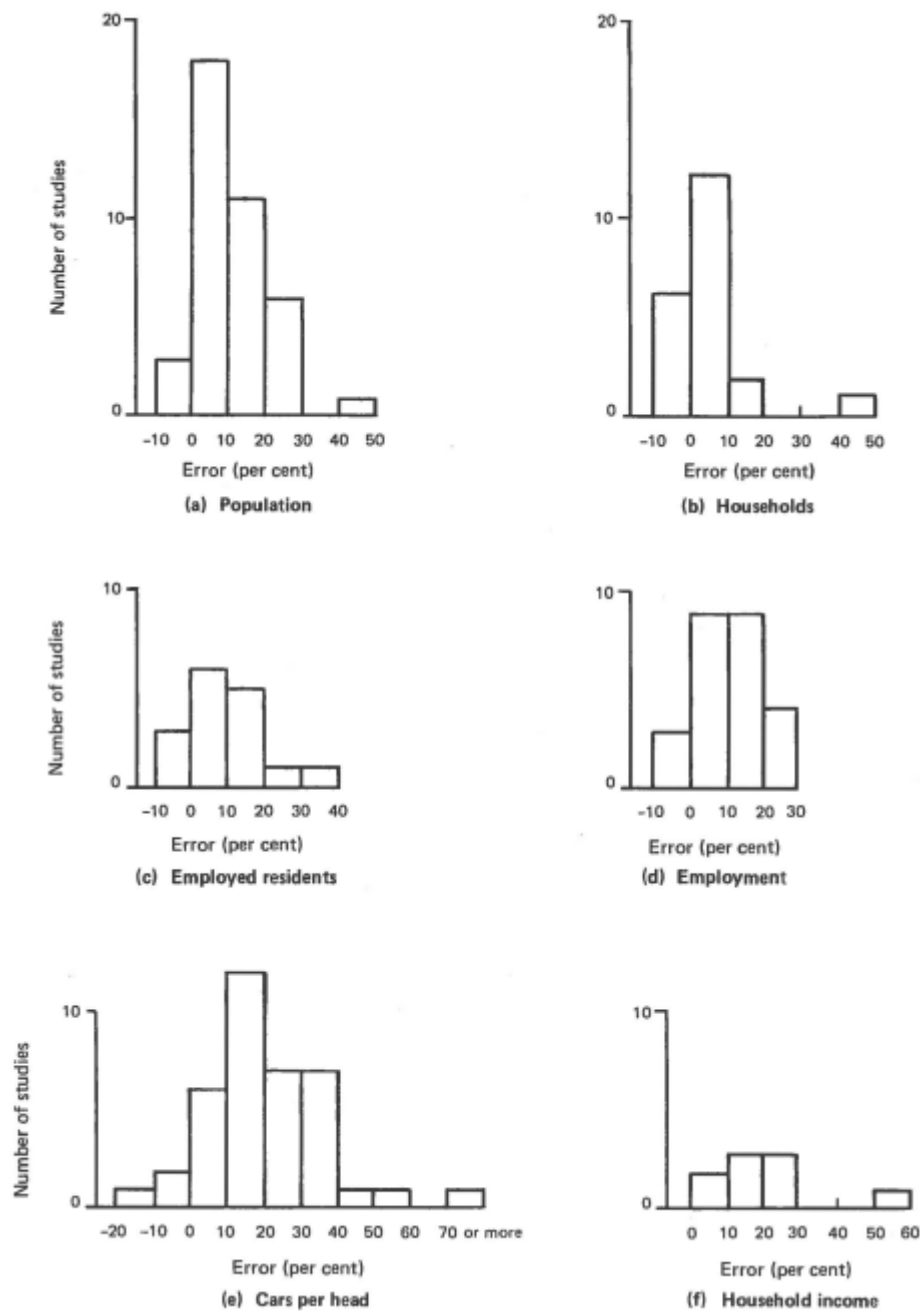 20
10
0
Number of studies
-10 0 10 20 30 40 50
Error (per cent)
(a) Population
20
10
0
-10 0 10 20 30 40 50
Error (per cent)
(b) Households
10
0
Number of studies
-10 0 10 20 30 40
Error (per cent)
(c) Employed residents
10
0
-10 0 10 20 30
Error (per cent)
(d) Employment
10
0
Number of studies
-20 -10 0 10 20 30 40 50 60 70 or more
Error (per cent)
(e) Cars per head
10
0
0 10 20 30 40 50 60
Error (per cent)
(f) Household income